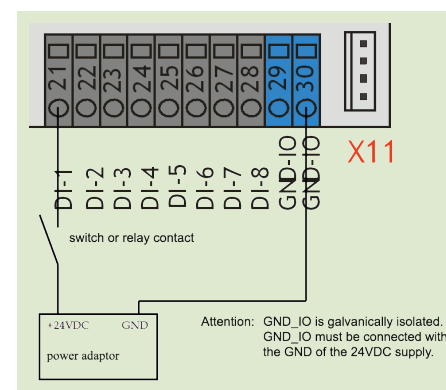 21 22 23 24 25 26 27 28 29 30
X11
DI-1 DI-2 DI-3 DI-4 DI-5 DI-6 DI-7 DI-8 GND-IO GND-IO
switch or relay contact
+24VDC GND
power adaptor
Attention: GND_IO is galvanically isolated.
GND_IO must be connected with
the GND of the 24VDC supply.